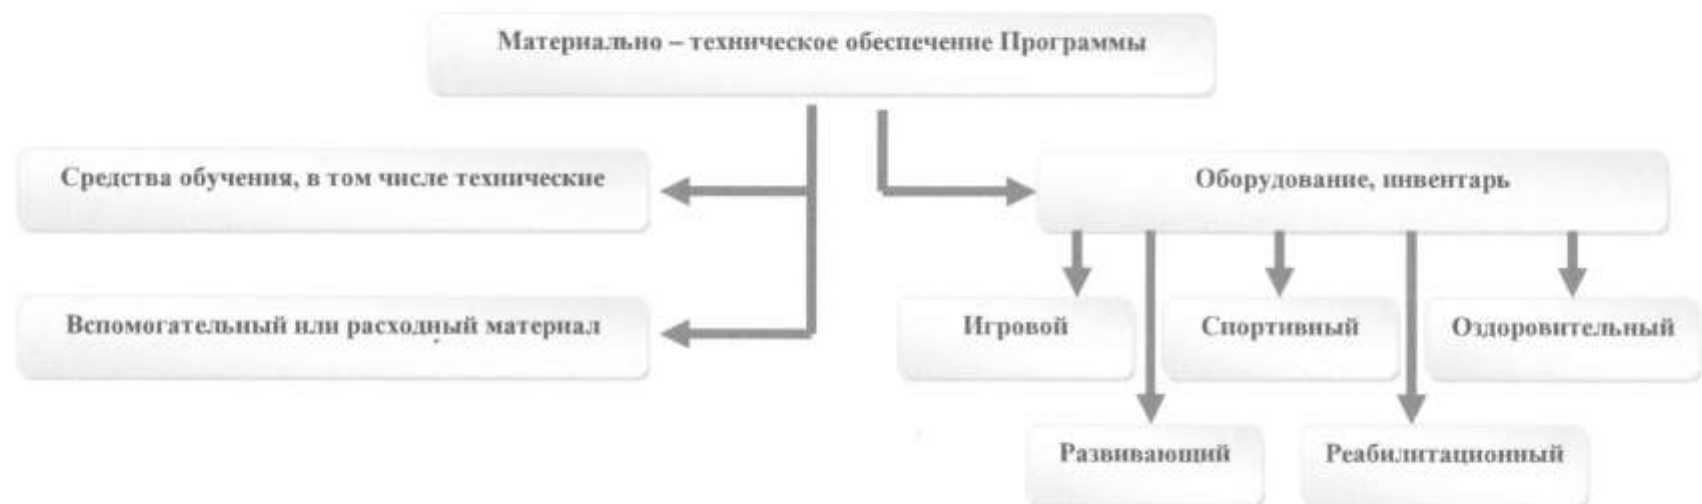 Материально – техническое обеспечение Программы
Средства обучения, в том числе технические
Оборудование, инвентарь
Вспомогательный или расходный материал
Игровой
Спортивный
Оздоровительный
Развивающий
Реабилитационный